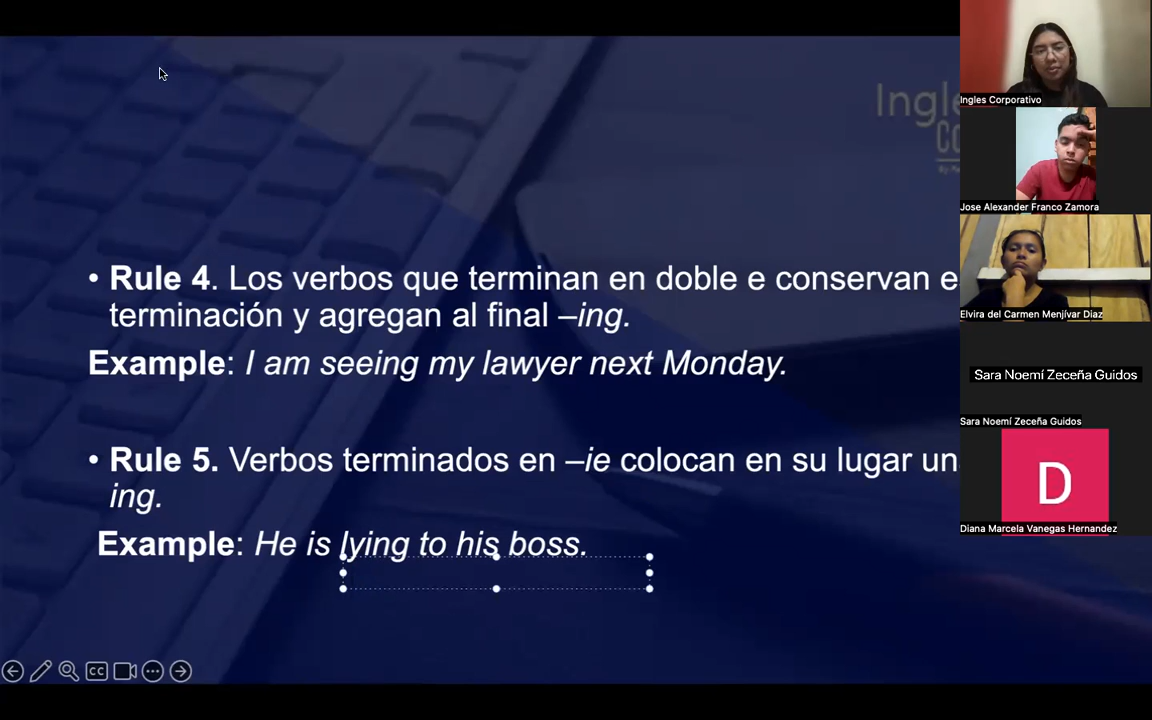 Ingles Corporativo
Jose Alexander Franco Zamora
Elvira del Carmen Menjívar Diaz
Sara Noemí Zeceña Guidos
Sara Noemí Zeceña Guidos
D
Diana Marcela Vanegas Hernandez
• Rule 4. Los verbos que terminan en doble e conservan
terminación y agregan al final –ing.
Example: I am seeing my lawyer next Monday.
• Rule 5. Verbos terminados en –ie colocan en su lugar
ing.
Example: He is lying to his boss.
CC